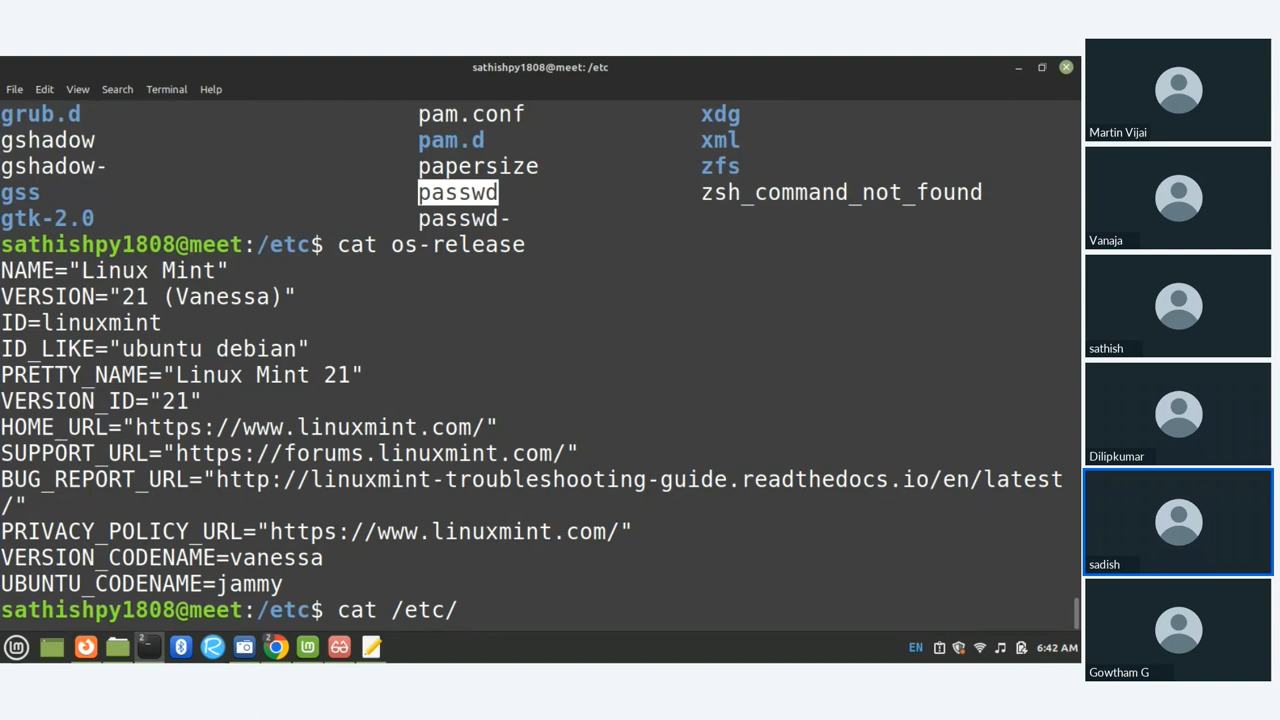 sathishpy1808@meet: /etc
File Edit View Search Terminal Help
grub.d pam.conf xdg
gshadow pam.d xml
gshadow- papersize zfs
gss passwd zsh_command_not_found
gtk-2.0 passwd-
sathishpy1808@meet:/etc$ cat os-release
NAME="Linux Mint"
VERSION="21 (Vanessa)"
ID=linuxmint
ID_LIKE="ubuntu debian"
PRETTY_NAME="Linux Mint 21"
VERSION_ID="21"
HOME_URL="https://www.linuxmint.com/"
SUPPORT_URL="https://forums.linuxmint.com/"
BUG_REPORT_URL="http://linuxmint-troubleshooting-guide.readthedocs.io/en/latest
/"
PRIVACY_POLICY_URL="https://www.linuxmint.com/"
VERSION_CODENAME=vanessa
UBUNTU_CODENAME=jammy
sathishpy1808@meet:/etc$ cat /etc/
2 2 EN 6:42 AM
Martin Vijai
Vanaja
sathish
Dilipkumar
sadish
Gowtham G